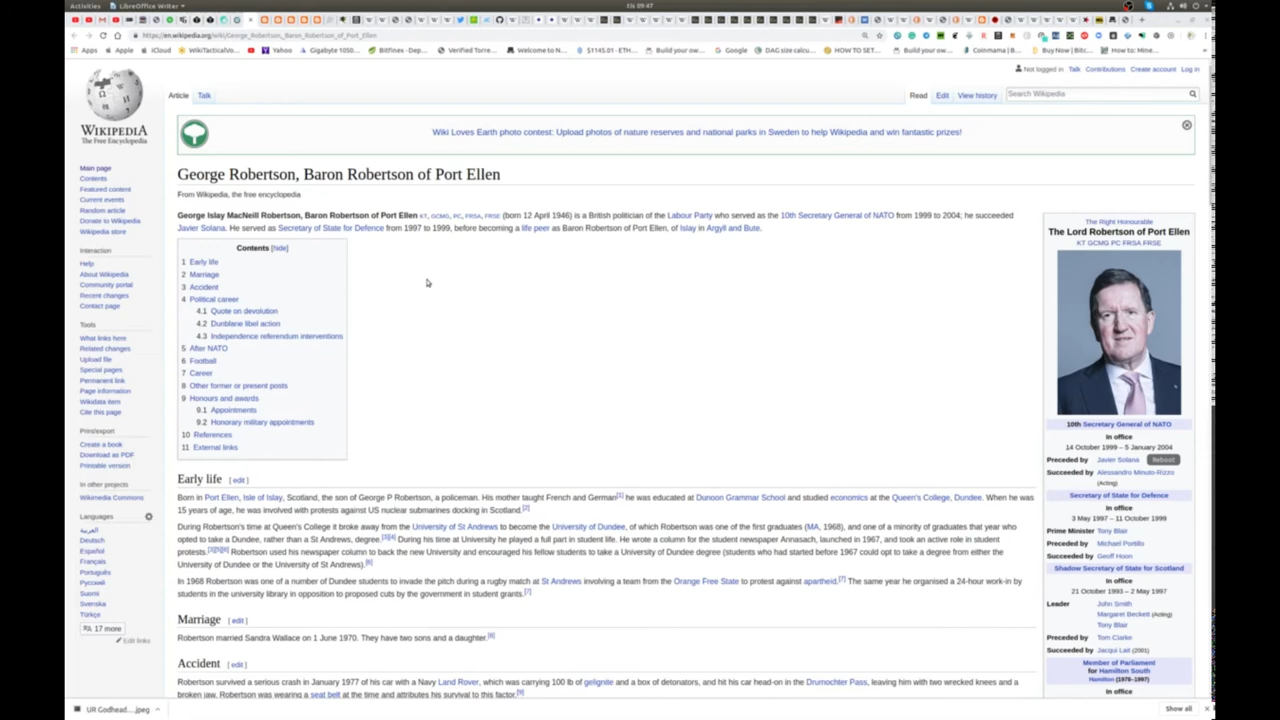 Activities LibreOffice Writer
tis 09:47
https://en.wikipedia.org/wiki/George_Robertson,_Baron_Robertson_of_Port_Ellen
Apps Apple iCloud WikiTacticalVo... Yahoo Gigabyte 1050... Bitfinex - Dep... Verified Torre... Welcome to N... $1145.01 - ETH... Build your ow... Google DAG size calcu... HOW TO SET... Build your ow... Coinmama | B... Buy Now | Bitc... How to: Mine...
Not logged in Talk Contributions Create account Log in
Article Talk Read Edit View history Search Wikipedia
WIKIPEDIA
The Free Encyclopedia
Main page
Contents
Featured content
Current events
Random article
Donate to Wikipedia
Wikipedia store
Interaction
Help
About Wikipedia
Community portal
Recent changes
Contact page
Tools
What links here
Related changes
Upload file
Special pages
Permanent link
Page information
Wikidata item
Cite this page
Print/export
Create a book
Download as PDF
Printable version
In other projects
Wikimedia Commons
Languages
العربية
Deutsch
Español
Français
Português
Русский
Suomi
Svenska
Türkçe
17 more
Edit links
Wiki Loves Earth photo contest: Upload photos of nature reserves and national parks in Sweden to help Wikipedia and win fantastic prizes!
George Robertson, Baron Robertson of Port Ellen
From Wikipedia, the free encyclopedia
George Islay MacNeill Robertson, Baron Robertson of Port Ellen KT, GCMG, PC, FRSA, FRSE (born 12 April 1946) is a British politician of the Labour Party who served as the 10th Secretary General of NATO from 1999 to 2004; he succeeded
Javier Solana. He served as Secretary of State for Defence from 1997 to 1999, before becoming a life peer as Baron Robertson of Port Ellen, of Islay in Argyll and Bute.
Contents [hide]
1 Early life
2 Marriage
3 Accident
4 Political career
4.1 Quote on devolution
4.2 Dunblane libel action
4.3 Independence referendum interventions
5 After NATO
6 Football
7 Career
8 Other former or present posts
9 Honours and awards
9.1 Appointments
9.2 Honorary military appointments
10 References
11 External links
Early life [ edit ]
Born in Port Ellen, Isle of Islay, Scotland, the son of George P Robertson, a policeman. His mother taught French and German[1] he was educated at Dunoon Grammar School and studied economics at the Queen's College, Dundee. When he was
15 years of age, he was involved with protests against US nuclear submarines docking in Scotland.[2]
During Robertson's time at Queen's College it broke away from the University of St Andrews to become the University of Dundee, of which Robertson was one of the first graduates (MA, 1968), and one of a minority of graduates that year who
opted to take a Dundee, rather than a St Andrews, degree.[3][4] During his time at University he played a full part in student life. He wrote a column for the student newspaper Annasach, launched in 1967, and took an active role in student
protests.[3][5][6] Robertson used his newspaper column to back the new University and encouraged his fellow students to take a University of Dundee degree (students who had started before 1967 could opt to take a degree from either the
University of Dundee or the University of St Andrews).[6]
In 1968 Robertson was one of a number of Dundee students to invade the pitch during a rugby match at St Andrews involving a team from the Orange Free State to protest against apartheid.[7] The same year he organised a 24-hour work-in by
students in the university library in opposition to proposed cuts by the government in student grants.[7]
Marriage [ edit ]
Robertson married Sandra Wallace on 1 June 1970. They have two sons and a daughter.[8]
Accident [ edit ]
Robertson survived a serious crash in January 1977 of his car with a Navy Land Rover, which was carrying 100 lb of gelignite and a box of detonators, and hit his car head-on in the Drumochter Pass, leaving him with two wrecked knees and a
broken jaw. Robertson was wearing a seat belt at the time and attributes his survival to this factor.[9]
The Right Honourable
The Lord Robertson of Port Ellen
KT GCMG PC FRSA FRSE
10th Secretary General of NATO
In office
14 October 1999 – 5 January 2004
Preceded by Javier Solana
Reboot
Succeeded by Alessandro Minuto-Rizzo
(Acting)
Secretary of State for Defence
In office
3 May 1997 – 11 October 1999
Prime Minister Tony Blair
Preceded by Michael Portillo
Succeeded by Geoff Hoon
Shadow Secretary of State for Scotland
In office
21 October 1993 – 2 May 1997
Leader John Smith
Margaret Beckett (Acting)
Tony Blair
Preceded by Tom Clarke
Succeeded by Jacqui Lait (2001)
Member of Parliament
for Hamilton South
Hamilton (1978–1997)
In office
UR Godhead....jpeg
Show all